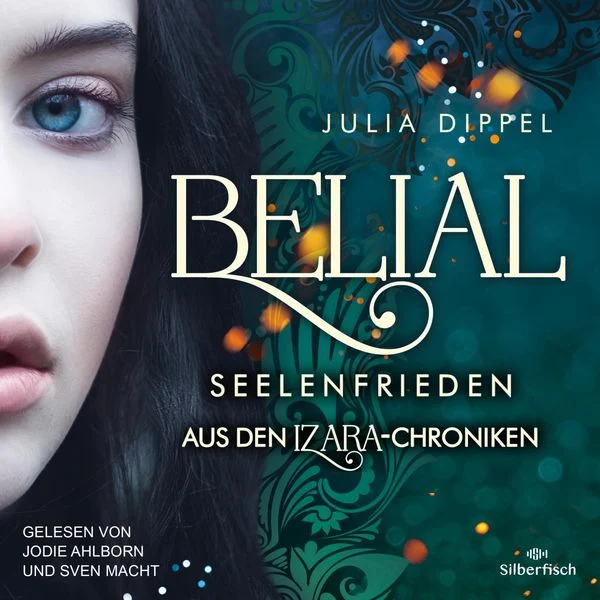 JULIA DIPPEL
BELIAL
SEELENFRIEDEN
AUS DEN IZARA-CHRONIKEN
GELESEN VON
JODIE AHLBORN
UND SVEN MACHT
Silberfisch